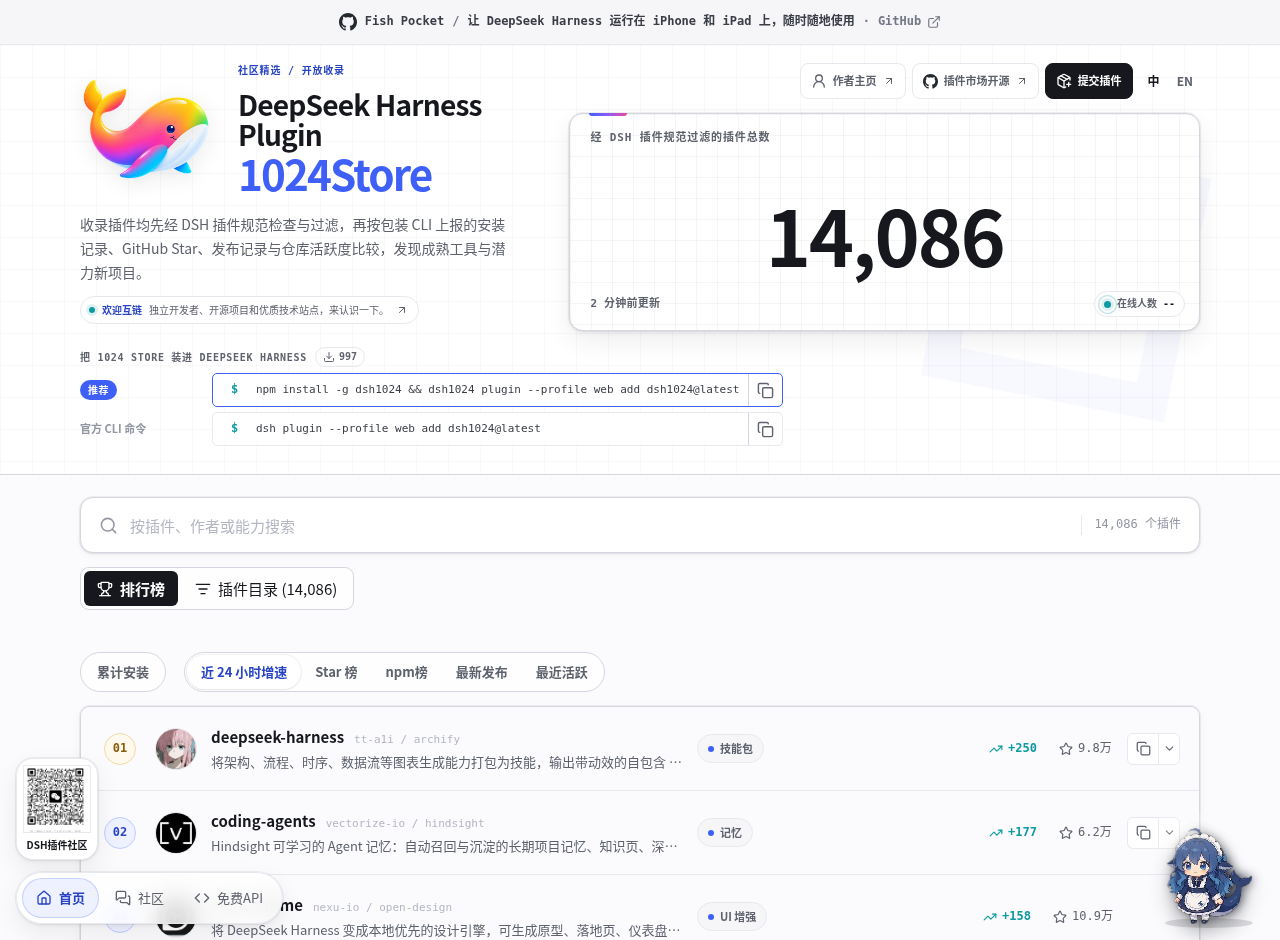 Fish Pocket / 让 DeepSeek Harness 运行在 iPhone 和 iPad 上，随时随地使用 · GitHub
社区精选 / 开放收录
作者主页
插件市场开源
提交插件
中
EN
DeepSeek Harness
Plugin
1024Store
收录插件均先经 DSH 插件规范检查与过滤，再按包装 CLI 上报的安装
记录、GitHub Star、发布记录与仓库活跃度比较，发现成熟工具与潜
力新项目。
欢迎互链 独立开发者、开源项目和优质技术站点，来认识一下。
经 DSH 插件规范过滤的插件总数
14,086
2 分钟前更新
在线人数 --
把 1024 STORE 装进 DEEPSEEK HARNESS
997
推荐
$ npm install -g dsh1024 && dsh1024 plugin --profile web add dsh1024@latest
官方 CLI 命令
$ dsh plugin --profile web add dsh1024@latest
按插件、作者或能力搜索
14,086 个插件
排行榜
插件目录 (14,086)
累计安装
近 24 小时增速
Star 榜
npm榜
最新发布
最近活跃
01
deepseek-harness tt-a1i / archify
将架构、流程、时序、数据流等图表生成能力打包为技能，输出带动效的自包含 …
技能包
+250
9.8万
02
coding-agents vectorize-io / hindsight
Hindsight 可学习的 Agent 记忆：自动召回与沉淀的长期项目记忆、知识页、深…
记忆
+177
6.2万
me nexu-io / open-design
将 DeepSeek Harness 变成本地优先的设计引擎，可生成原型、落地页、仪表盘…
UI 增强
+158
10.9万
DSH插件社区
首页
社区
免费API